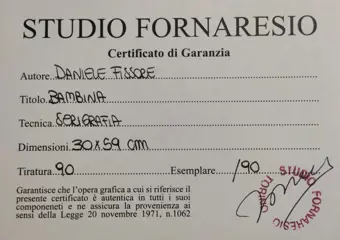 STUDIO FORNARESIO
Certificato di Garanzia
Autore DANIELE FISSORE
Titolo BAMBINA
Tecnica SERIGRAFIA
Dimensioni 30x59 cm
Tiratura 90 Esemplare /90
Garantisce che l'opera grafica a cui si riferisce il
presente certificato è autentica in tutti i suoi
componenti e ne assicura la provenienza ai
sensi della Legge 20 novembre 1971, n.1062
STUDIO FORNARESIO TORINO